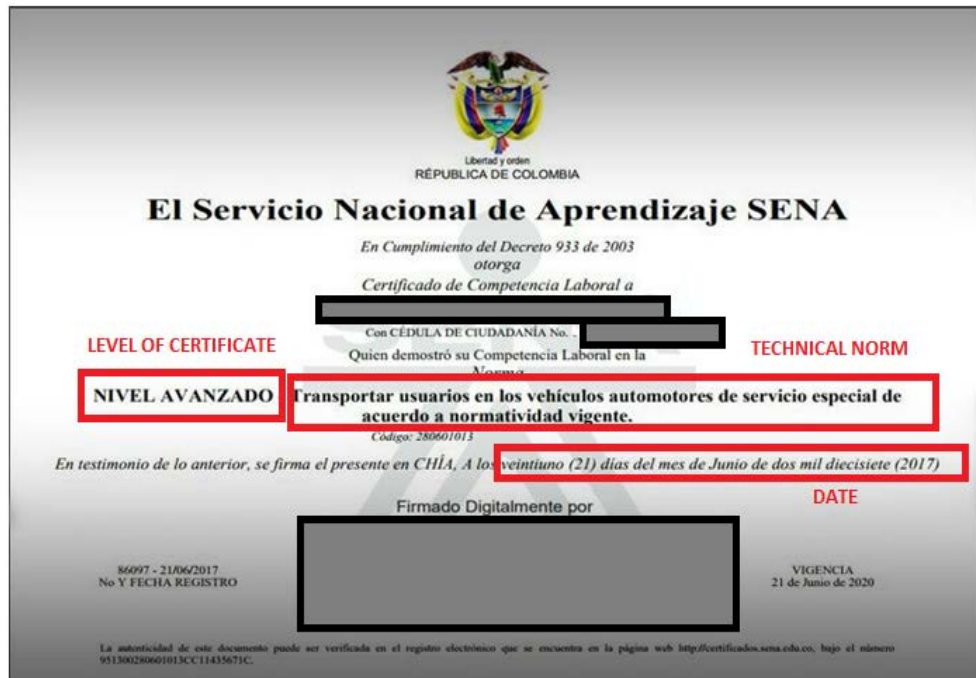 Libertad y orden
RÉPUBLICA DE COLOMBIA
El Servicio Nacional de Aprendizaje SENA
En Cumplimiento del Decreto 933 de 2003
otorga
Certificado de Competencia Laboral a
Con CÉDULA DE CIUDADANÍA No. .
LEVEL OF CERTIFICATE
Quien demostró su Competencia Laboral en la
TECHNICAL NORM
Norma
NIVEL AVANZADO Transportar usuarios en los vehículos automotores de servicio especial de
acuerdo a normatividad vigente.
Código: 280601013
En testimonio de lo anterior, se firma el presente en CHÍA, A los veintiuno (21) días del mes de Junio de dos mil diecisiete (2017)
DATE
Firmado Digitalmente por
86097 - 21/06/2017
No Y FECHA REGISTRO
VIGENCIA
21 de Junio de 2020
La autenticidad de este documento puede ser verificada en el registro electrónico que se encuentra en la página web http://certificados.sena.edu.co, bajo el número
951300280601013CC11435671C.